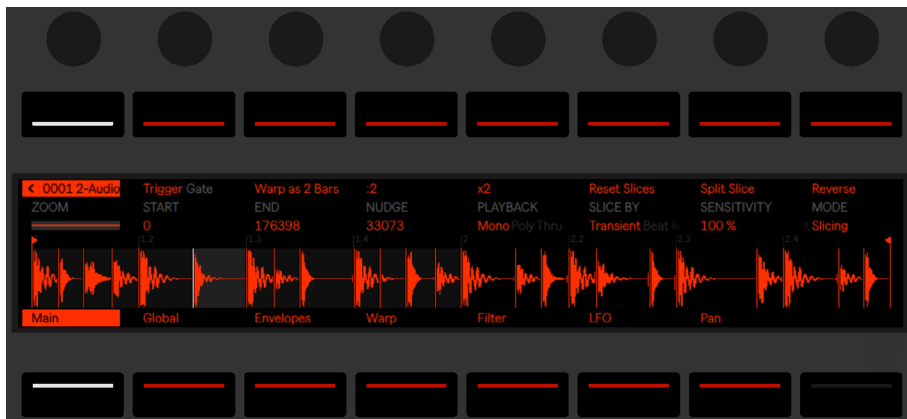 < 0001 2-Audio Trigger Gate Warp as 2 Bars :2 x2 Reset Slices Split Slice Reverse
ZOOM START END NUDGE PLAYBACK SLICE BY SENSITIVITY MODE
0 176398 33073 Mono Poly Thru Transient Beat R 100 % t Slicing
1.2 1.3 1.4 2 2.2 2.3 2.4
Main Global Envelopes Warp Filter LFO Pan